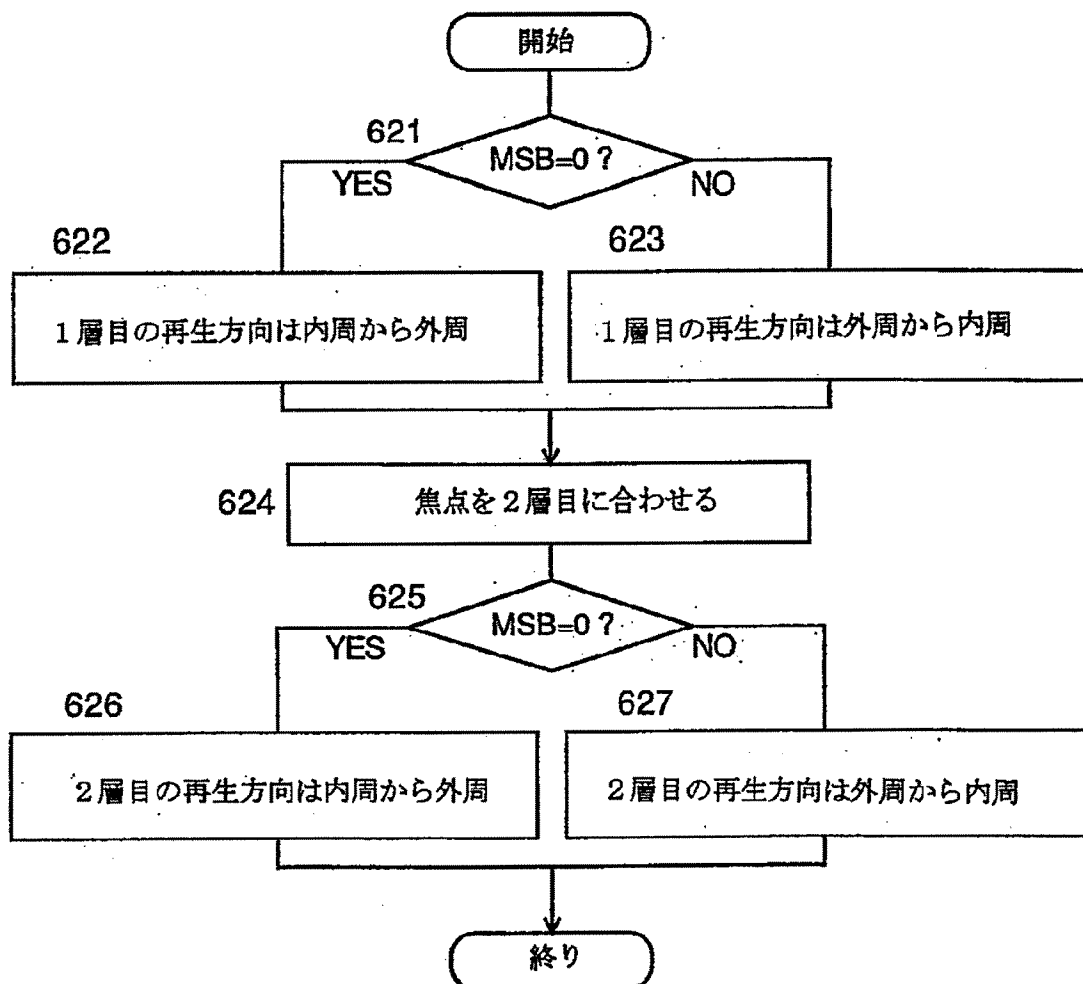 開始
621
MSB=0 ?
YES
NO
622
623
1層目の再生方向は内周から外周
1層目の再生方向は外周から内周
624
焦点を2層目に合わせる
625
MSB=0 ?
YES
NO
626
627
2層目の再生方向は内周から外周
2層目の再生方向は外周から内周
終り